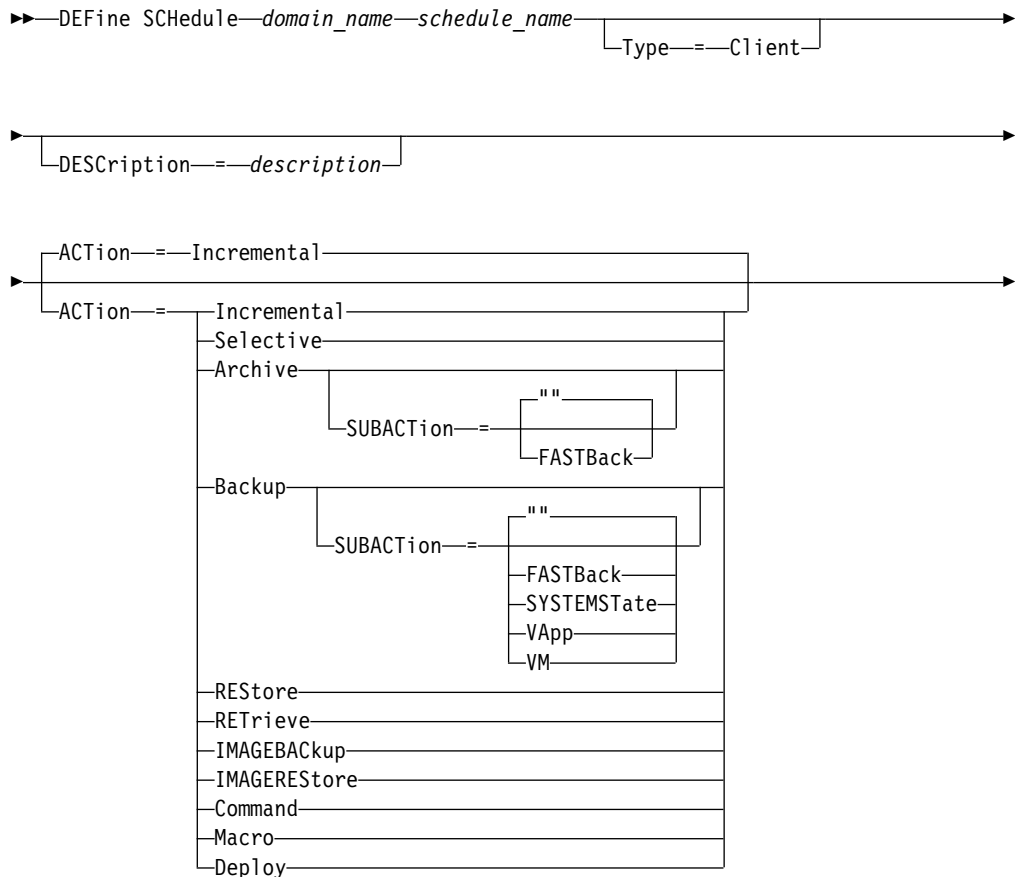 DEFine SCHedule domain_name schedule_name
Type = Client
DESCription = description
ACTion = Incremental
ACTion = Incremental
Selective
Archive
""
SUBACTion =
FASTBack
Backup
""
SUBACTion =
FASTBack
SYSTEMSTate
VApp
VM
REStore
RETrieve
IMAGEBACkup
IMAGEREStore
Command
Macro
Deploy